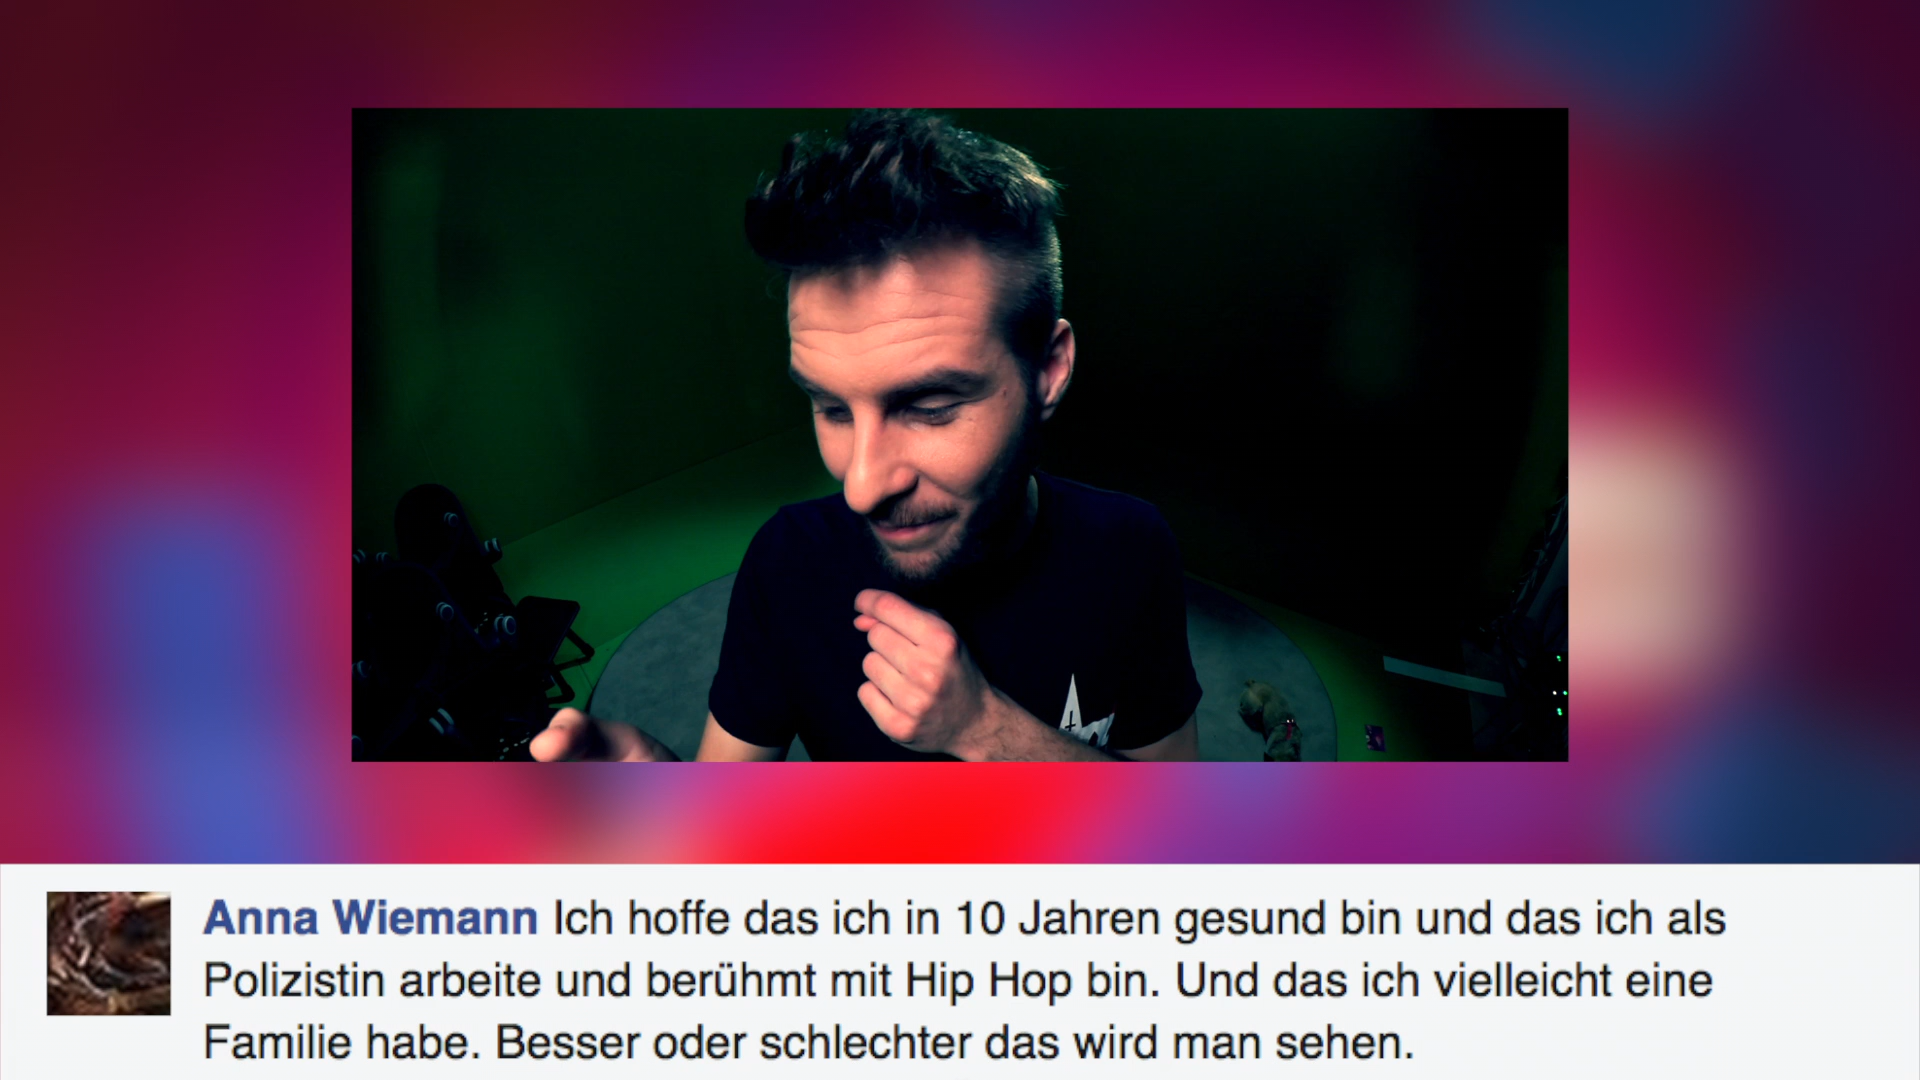 Anna Wiemann Ich hoffe das ich in 10 Jahren gesund bin und das ich als
Polizistin arbeite und berühmt mit Hip Hop bin. Und das ich vielleicht eine
Familie habe. Besser oder schlechter das wird man sehen.